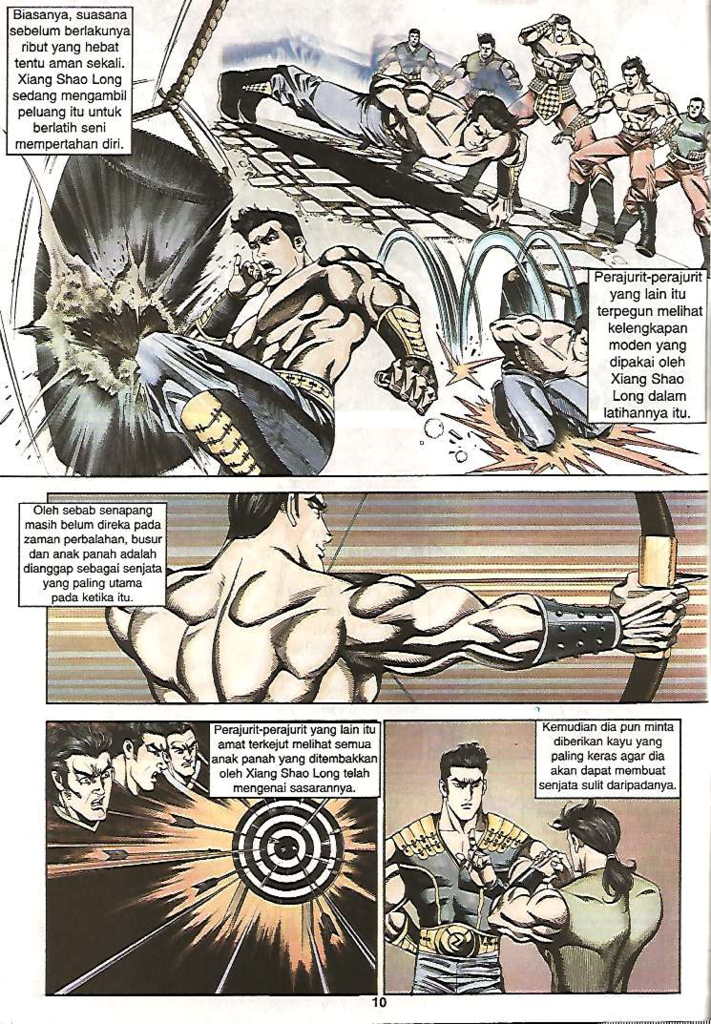 Biasanya, suasana
sebelum berlakunya
ribut yang hebat
tentu aman sekali.
Xiang Shao Long
sedang mengambil
peluang itu untuk
berlatih seni
mempertahan diri.
Perajurit-perajurit
yang lain itu
terpegun melihat
kelengkapan
moden yang
dipakai oleh
Xiang Shao
Long dalam
latihannya itu.
Oleh sebab senapang
masih belum direka pada
zaman perbalahan, busur
dan anak panah adalah
dianggap sebagai senjata
yang paling utama
pada ketika itu.
Perajurit-perajurit yang lain itu
amat terkejut melihat semua
anak panah yang ditembakkan
oleh Xiang Shao Long telah
mengenai sasarannya.
Kemudian dia pun minta
diberikan kayu yang
paling keras agar dia
akan dapat membuat
senjata sulit daripadanya.
10